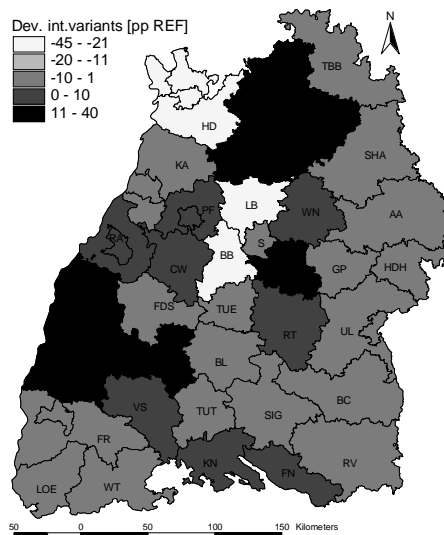 Dev. int.variants [pp REF]
-45 - -21
-20 - -11
-10 - 1
0 - 10
11 - 40
N
TBB
HD
SHA
KA
PF
LB
WN
AA
RA
S
CW
BB
GP
HDH
FDS
TUE
RT
UL
BL
VS
TUT
SIG
BC
FR
KN
FN
RV
LOE
WT
50 0 50 100 150 Kilometers